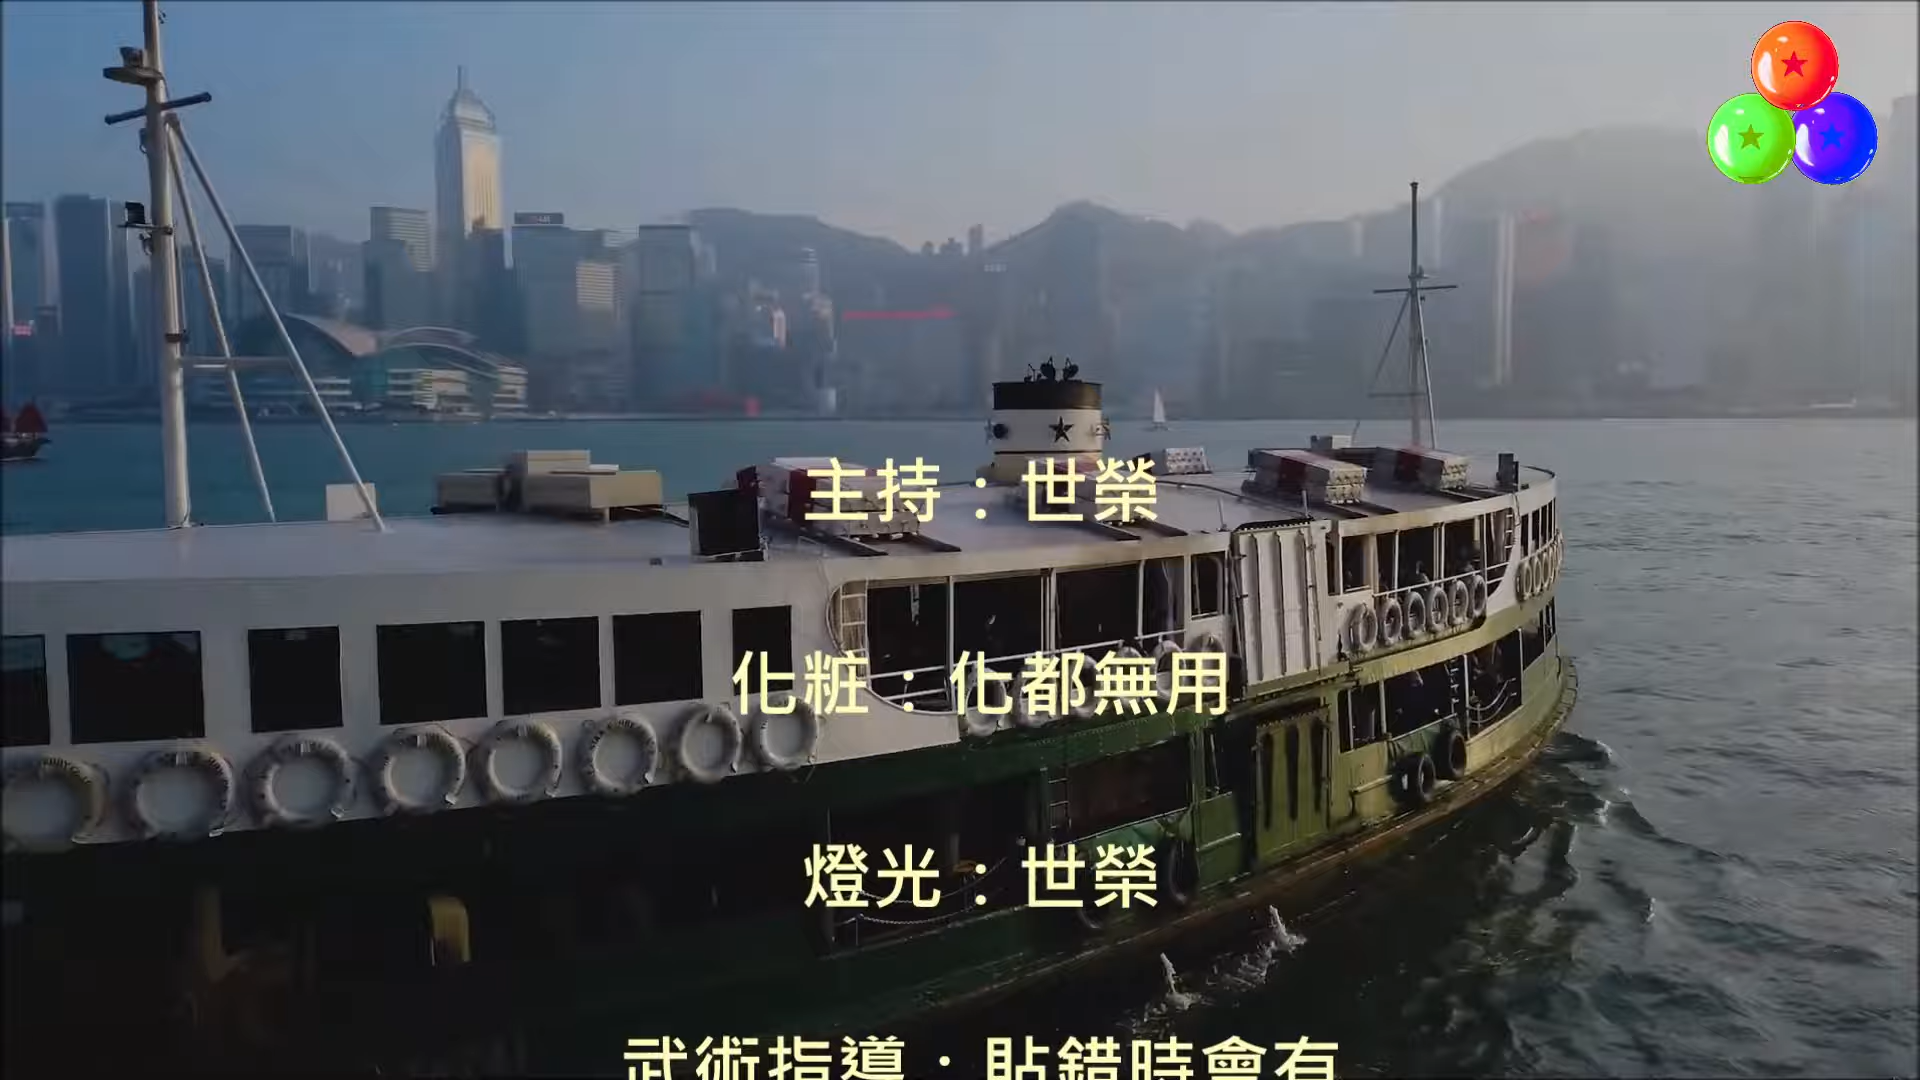 主持：世榮
化粧：化都無用
燈光：世榮
武術指導：貼錯時會有